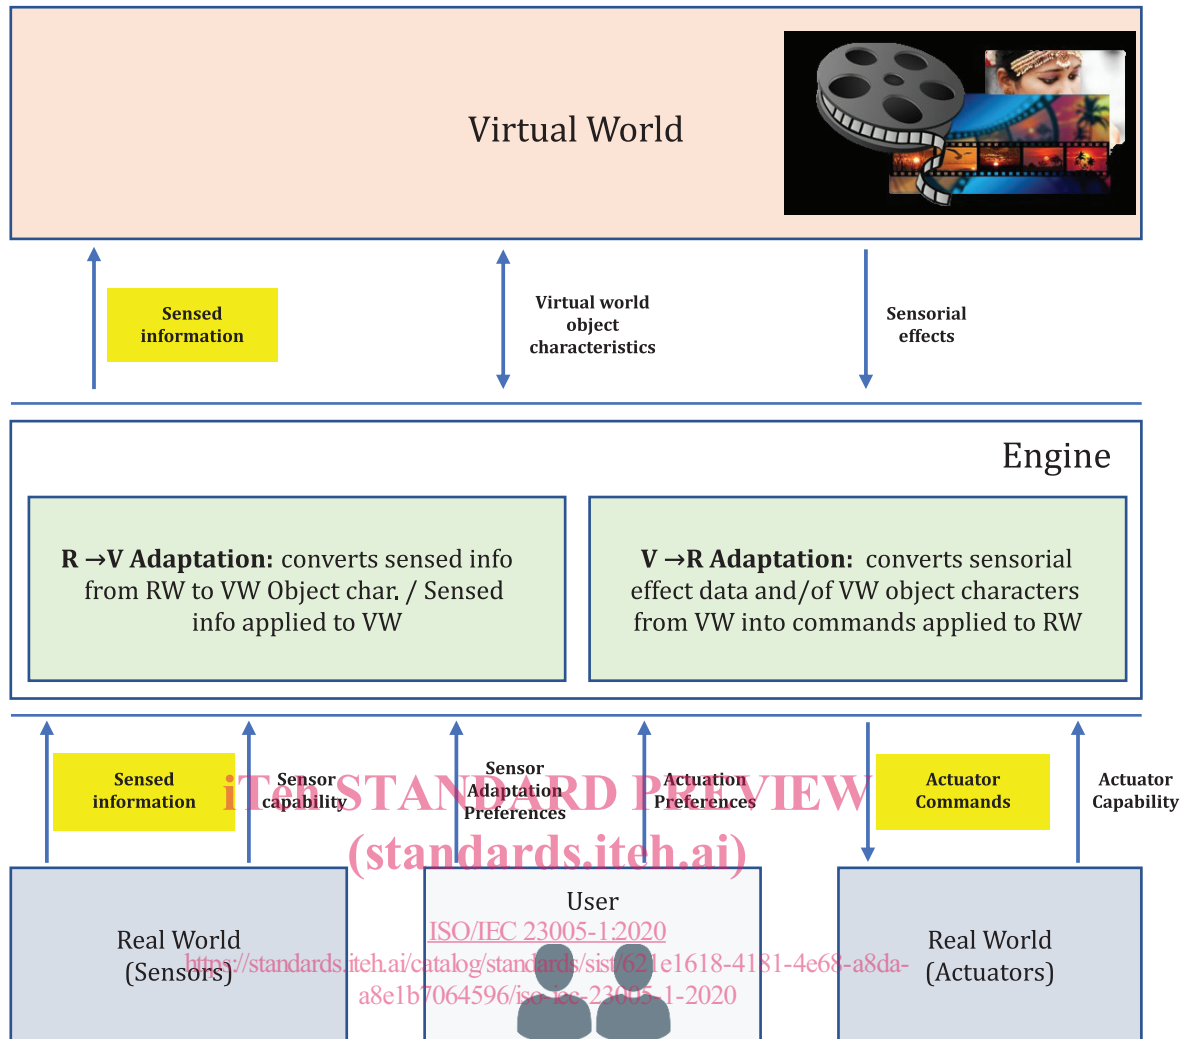 Virtual World
Sensed
information
Virtual world
object
characteristics
Sensorial
effects
Engine
R →V Adaptation: converts sensed info
from RW to VW Object char. / Sensed
info applied to VW
V →R Adaptation: converts sensorial
effect data and/of VW object characters
from VW into commands applied to RW
Sensed
information
Sensor
capability
Sensor
Adaptation
Preferences
Actuation
Preferences
Actuator
Commands
Actuator
Capability
iTeh STANDARD PREVIEW
(standards.iteh.ai)
Real World
(Sensors)
User
Real World
(Actuators)
ISO/IEC 23005-1:2020
https://standards.iteh.ai/catalog/standards/sist/621e1618-4181-4e68-a8da-
a8e1b7064596/iso-iec-23005-1-2020